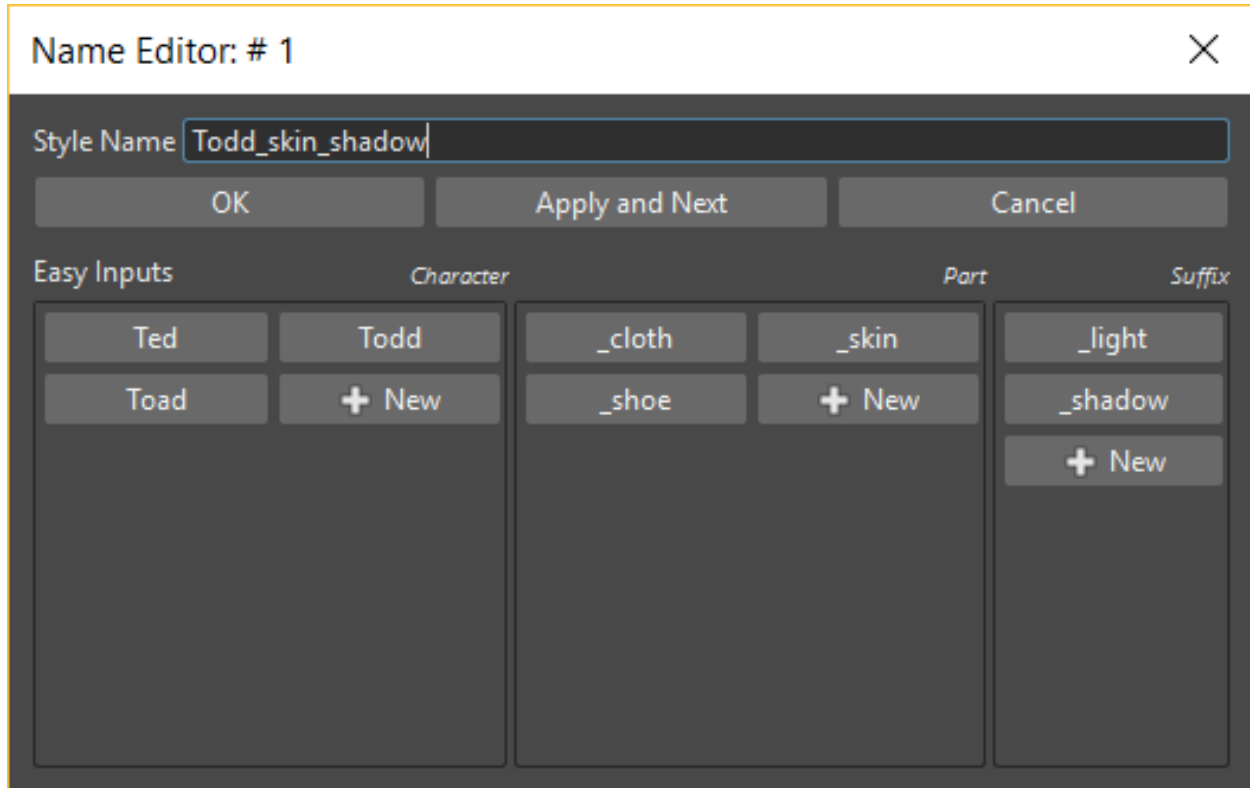 Name Editor: # 1
Style Name Todd_skin_shadow
OK Apply and Next Cancel
Easy Inputs Character Part Suffix
Ted Todd _cloth _skin _light
Toad New _shoe New _shadow
New